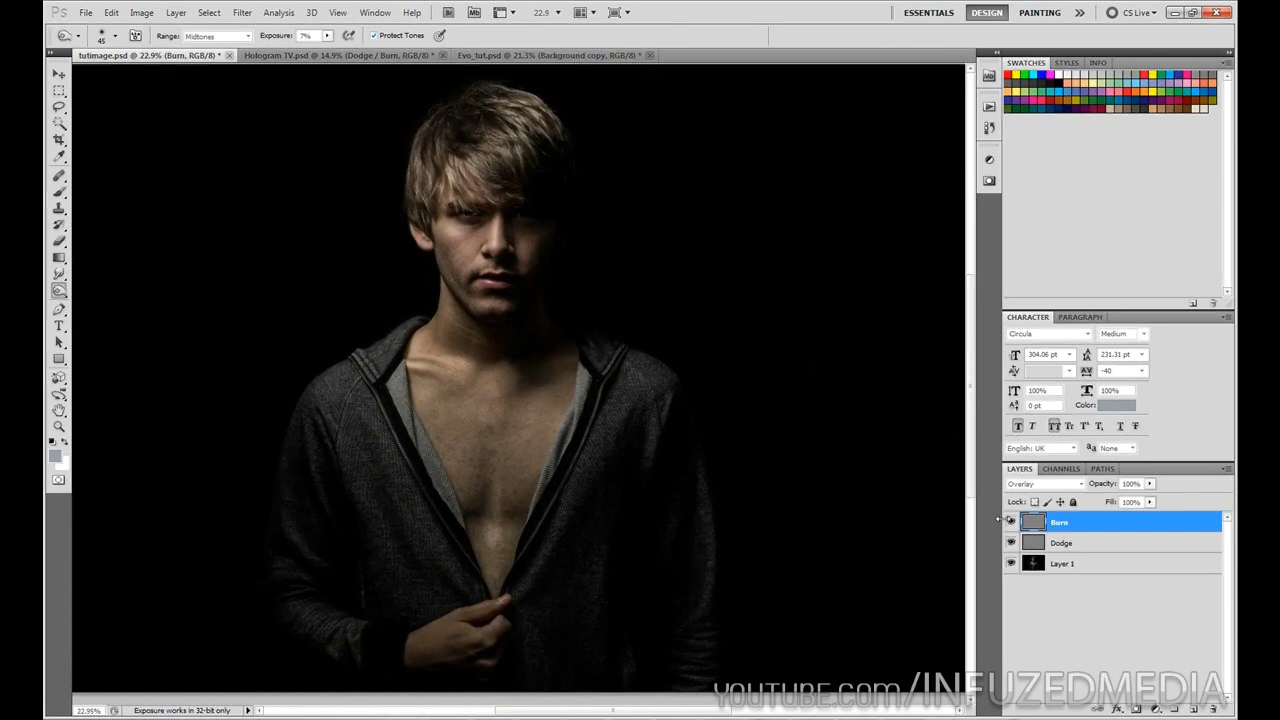 Ps File Edit Image Layer Select Filter Exposure 3D View Window Help Br Mb 22.9 ESSENTIALS DESIGN PAINTING CS Live
45 Range: Midtones Exposure: 7% Protect Tones
tutimage.psd @ 22.9% (Burn, RGB/8) * Hologram TV.psd @ 14.9% (Dodge / Burn, RGB/8) * Evo_tut.psd @ 21.3% (Background copy, RGB/8) *
SWATCHES STYLES INFO
CHARACTER PARAGRAPH
Circula Medium
304.06 pt 231.31 pt
-40
100% 100%
0 pt Color:
English: UK None
LAYERS CHANNELS PATHS
Overlay Opacity: 100%
Lock: Fill: 100%
Burn
Dodge
Layer 1
YOUTUBE.COM/INFUZEDMEDIA
22.95% Exposure works in 32-bit only